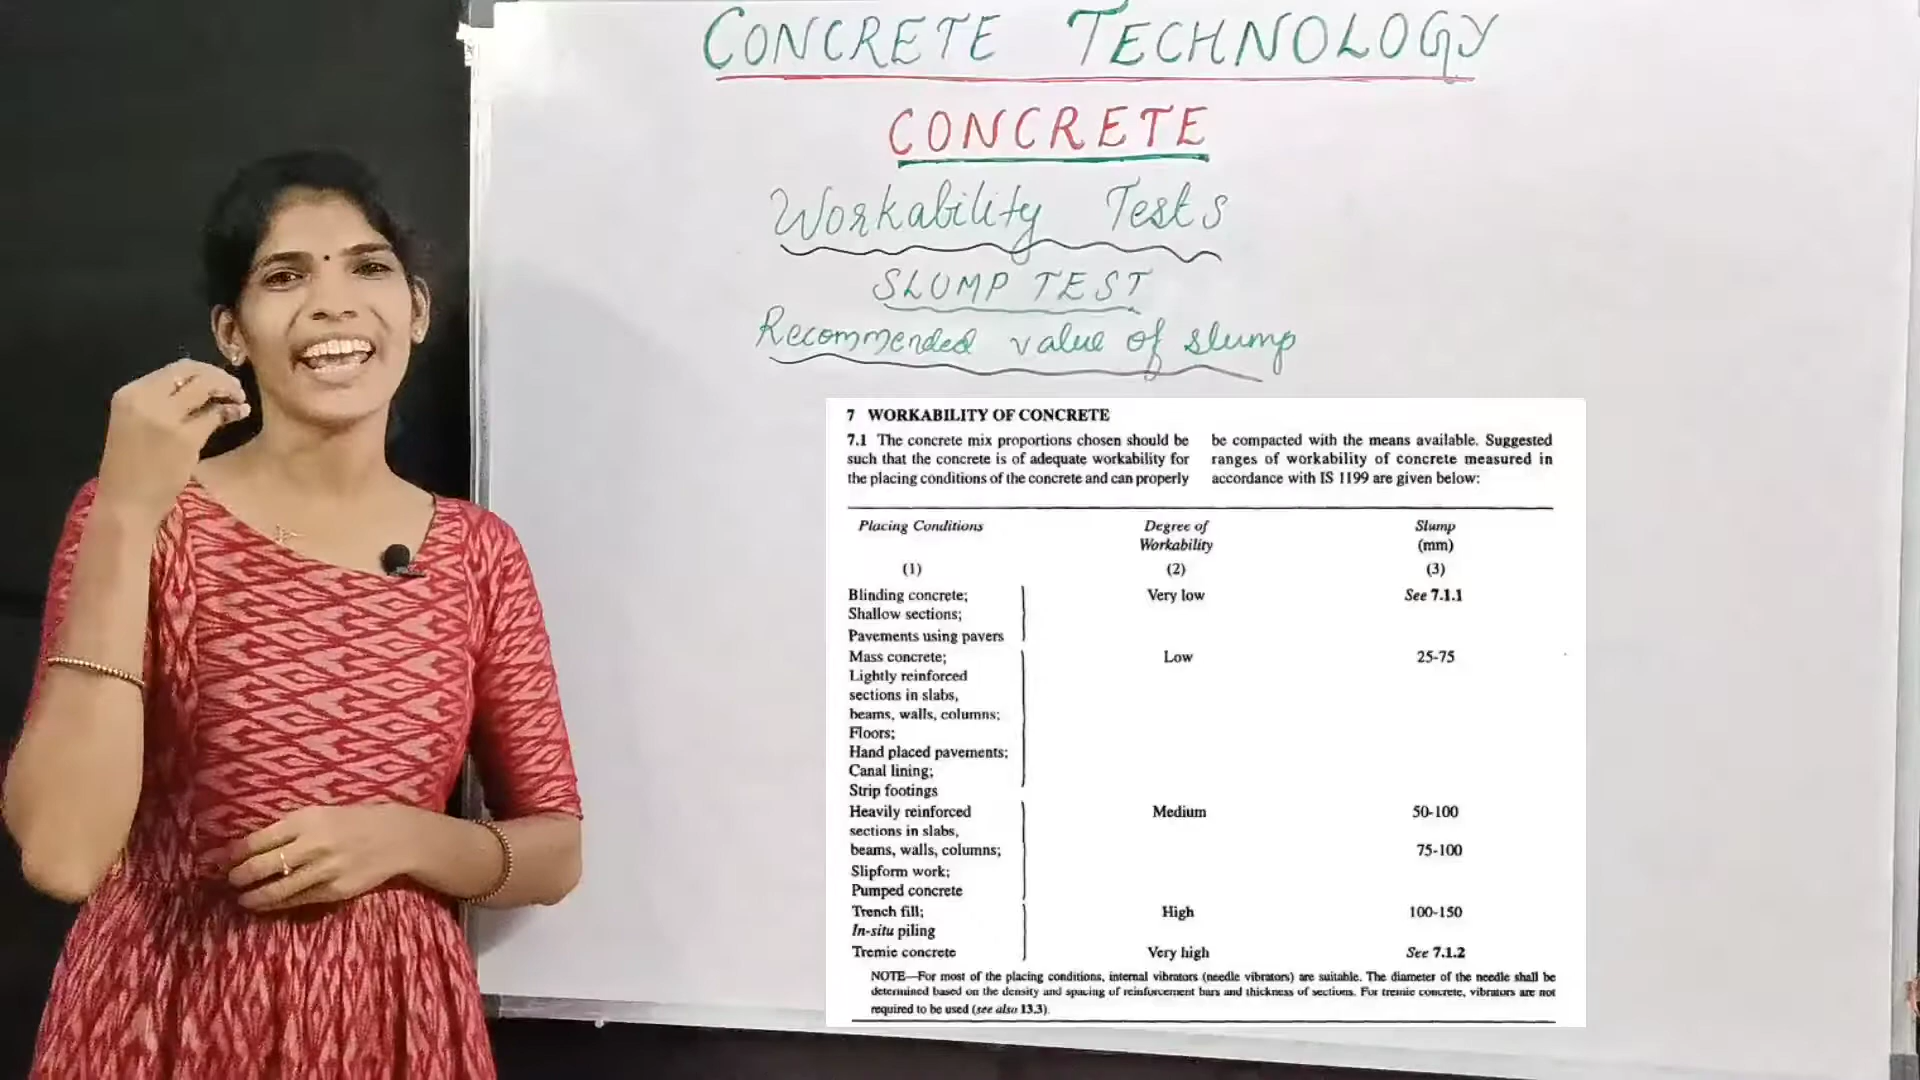 CONCRETE TECHNOLOGY
CONCRETE
Workability Tests
SLUMP TEST
Recommended value of slump
7 WORKABILITY OF CONCRETE
7.1 The concrete mix proportions chosen should be
such that the concrete is of adequate workability for
the placing conditions of the concrete and can properly
be compacted with the means available. Suggested
ranges of workability of concrete measured in
accordance with IS 1199 are given below:
Placing Conditions Degree of Workability Slump (mm)
(1) (2) (3)
Blinding concrete; Very low See 7.1.1
Shallow sections;
Pavements using pavers
Mass concrete; Low 25-75
Lightly reinforced
sections in slabs,
beams, walls, columns;
Floors;
Hand placed pavements;
Canal lining;
Strip footings
Heavily reinforced Medium 50-100
sections in slabs,
beams, walls, columns; 75-100
Slipform work;
Pumped concrete
Trench fill; High 100-150
In-situ piling
Tremie concrete Very high See 7.1.2
NOTE—For most of the placing conditions, internal vibrators (needle vibrators) are suitable. The diameter of the needle shall be
determined based on the density and spacing of reinforcement bars and thickness of sections. For tremie concrete, vibrators are not
required to be used (see also 13.3).